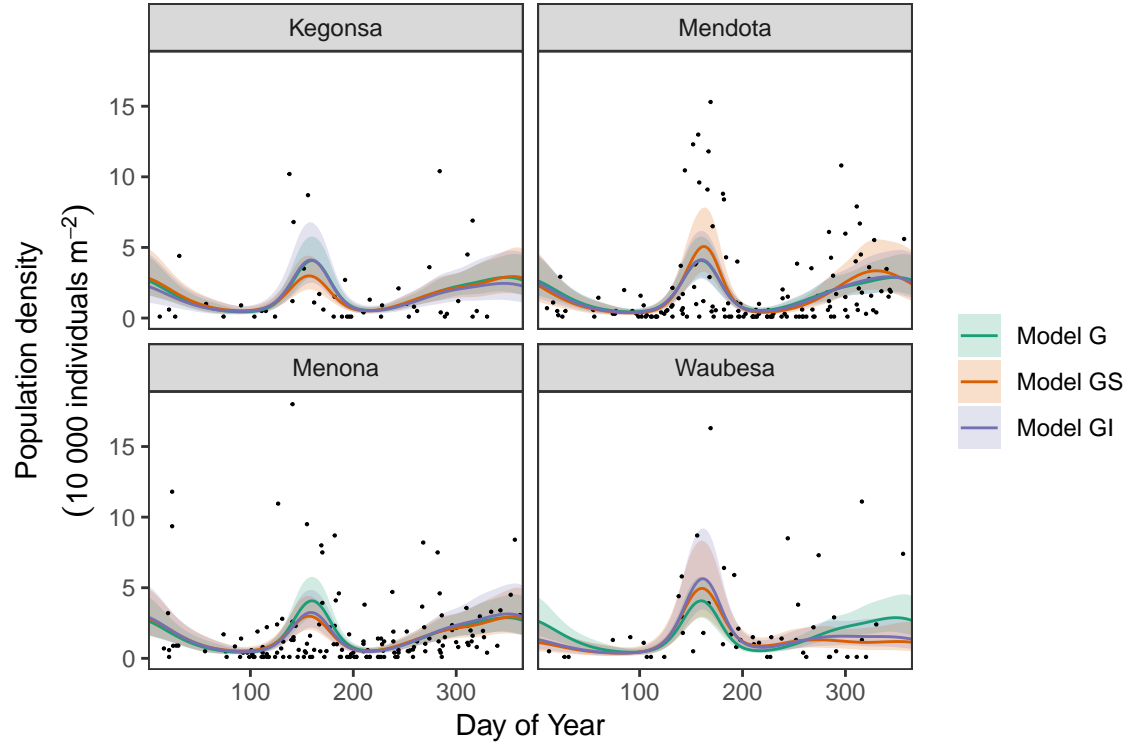 Kegonsa
Mendota
15
10
5
0
Menona
Waubesa
15
10
5
0
100
200
300
100
200
300
Day of Year
Population density
(10 000 individuals m⁻²)
Model G
Model GS
Model GI